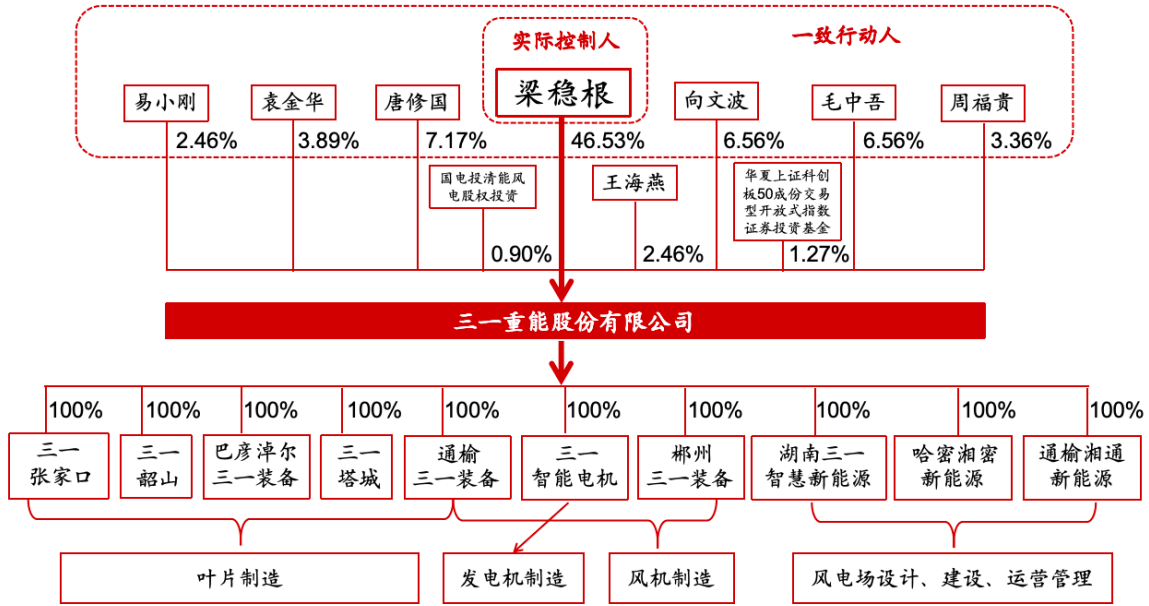 实际控制人
一致行动人
易小刚
袁金华
唐修国
梁稳根
向文波
毛中吾
周福贵
2.46%
3.89%
7.17%
46.53%
6.56%
6.56%
3.36%
国电投清能风
电股权投资
王海燕
华夏上证科创
板50成份交易
型开放式指数
证券投资基金
0.90%
2.46%
1.27%
三一重能股份有限公司
100%
100%
100%
100%
100%
100%
100%
100%
100%
100%
三一
张家口
三一
韶山
巴彦淖尔
三一装备
三一
塔城
通榆
三一装备
三一
智能电机
郴州
三一装备
湖南三一
智慧新能源
哈密湘密
新能源
通榆湘通
新能源
叶片制造
发电机制造
风机制造
风电场设计、建设、运营管理